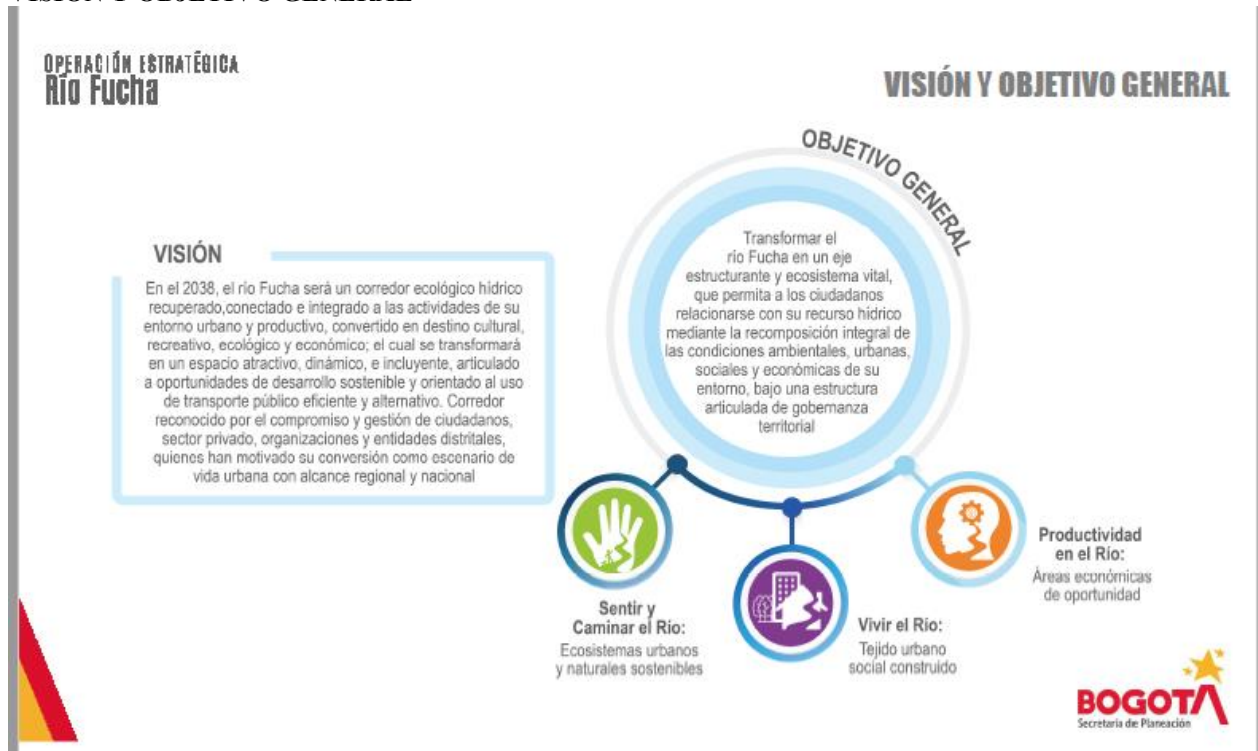 VISIÓN Y OBJETIVO GENERAL
OPERACIÓN ESTRATÉGICA
Río Fucha
VISIÓN Y OBJETIVO GENERAL
VISIÓN
En el 2038, el río Fucha será un corredor ecológico hídrico
recuperado,conectado e integrado a las actividades de su
entorno urbano y productivo, convertido en destino cultural,
recreativo, ecológico y económico; el cual se transformará
en un espacio atractivo, dinámico, e incluyente, articulado
a oportunidades de desarrollo sostenible y orientado al uso
de transporte público eficiente y alternativo. Corredor
reconocido por el compromiso y gestión de ciudadanos,
sector privado, organizaciones y entidades distritales,
quienes han motivado su conversión como escenario de
vida urbana con alcance regional y nacional
OBJETIVO GENERAL
Transformar el
río Fucha en un eje
estructurante y ecosistema vital,
que permita a los ciudadanos
relacionarse con su recurso hídrico
mediante la recomposición integral de
las condiciones ambientales, urbanas,
sociales y económicas de su
entorno, bajo una estructura
articulada de gobernanza
territorial
Sentir y
Caminar el Río:
Ecosistemas urbanos
y naturales sostenibles
Vivir el Río:
Tejido urbano
social construido
Productividad
en el Río:
Áreas económicas
de oportunidad
BOGOTA
Secretaría de Planeación